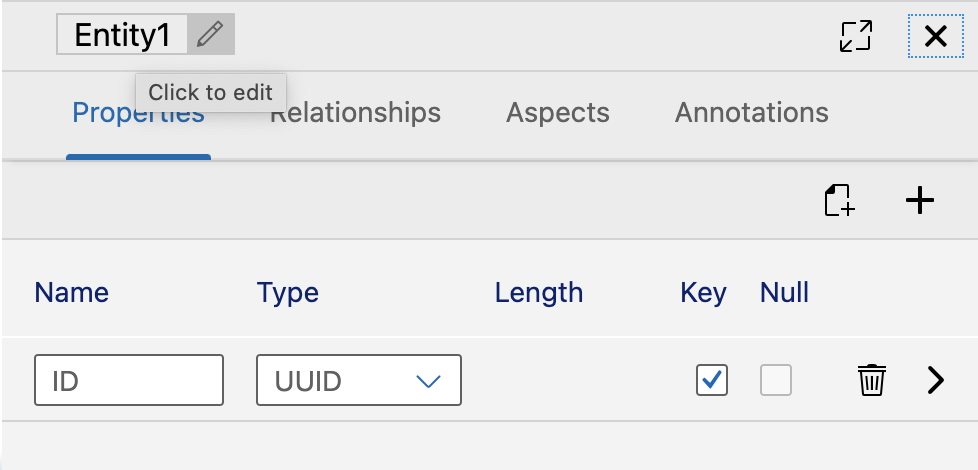 Entity1
Click to edit
Properties Relationships Aspects Annotations
Name Type Length Key Null
ID UUID